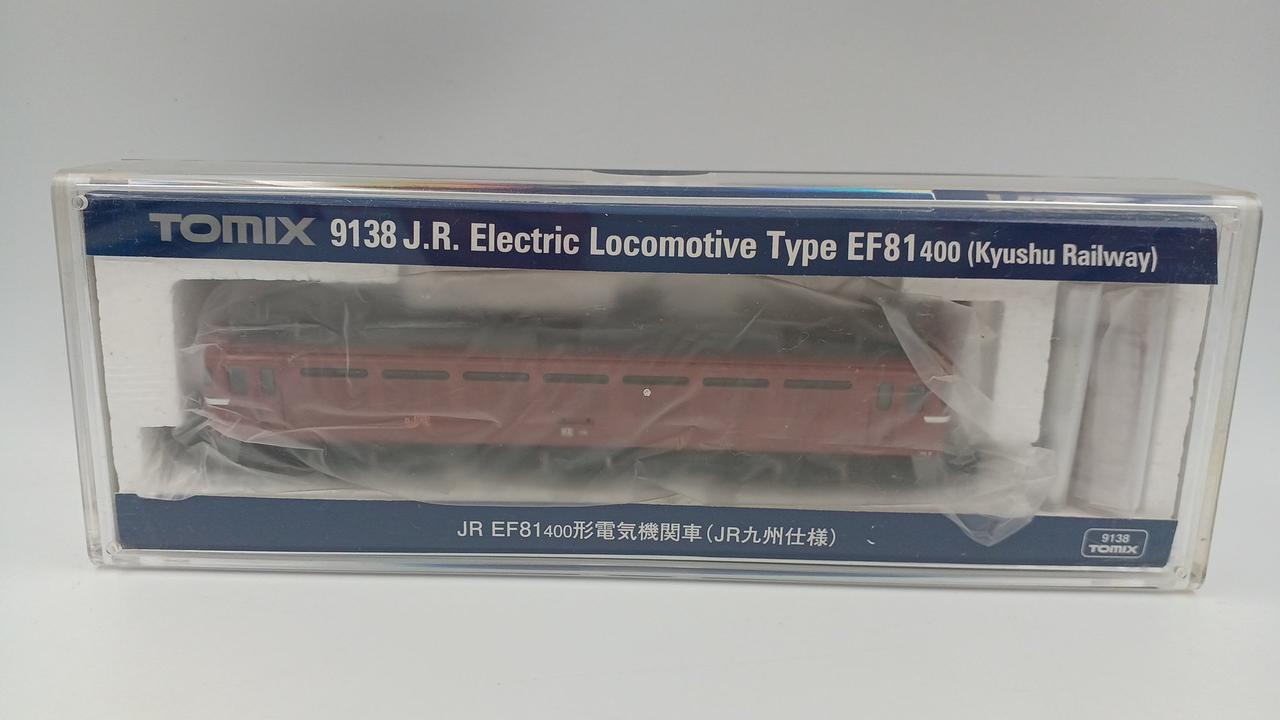 TOMIX 9138 J.R. Electric Locomotive Type EF81400 (Kyushu Railway)
JR EF81400形電気機関車(JR九州仕様)
9138
TOMIX